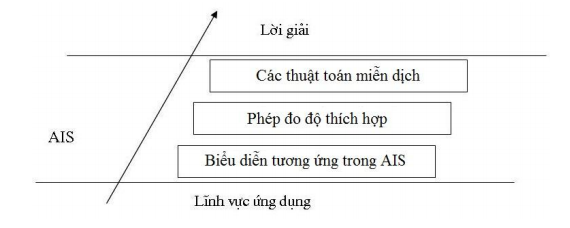 Lời giải
Các thuật toán miễn dịch
Phép đo độ thích hợp
AIS
Biểu diễn tương ứng trong AIS
Lĩnh vực ứng dụng